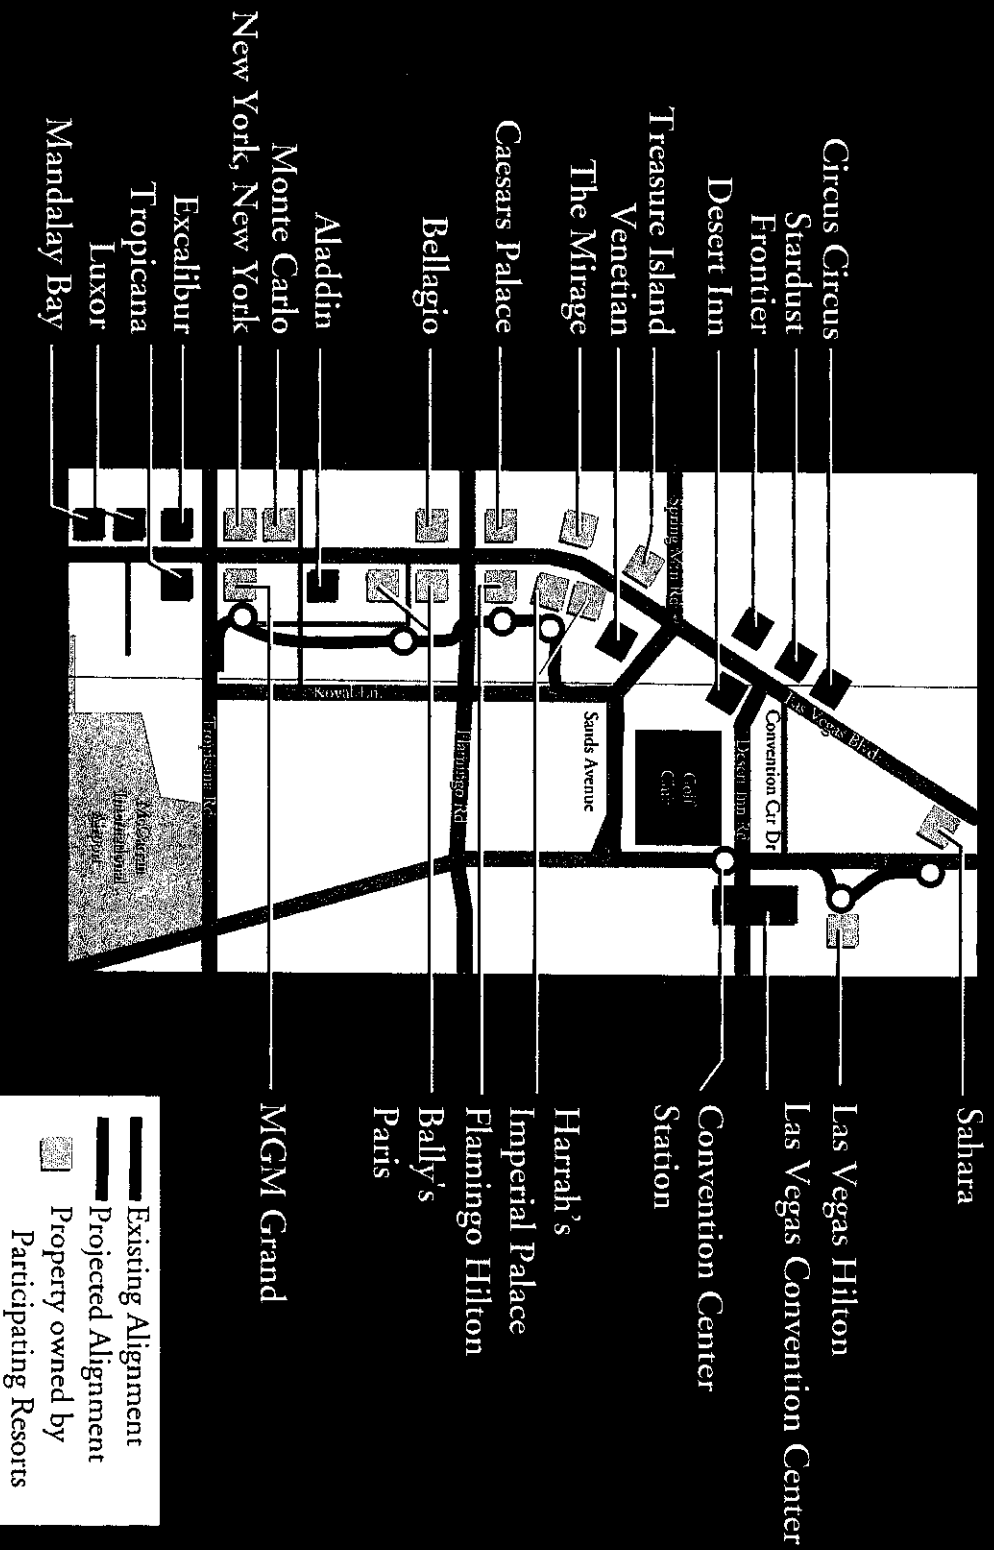 Circus Circus
Stardust
Frontier
Desert Inn
Treasure Island
Venetian
The Mirage
Caesars Palace
Bellagio
Aladdin
Monte Carlo
New York, New York
Excalibur
Tropicana
Luxor
Mandalay Bay
Las Vegas Blvd.
Convention Ctr Dr
Desert Inn Rd
Spring Mtn Rd
Golf
Sands Avenue
Koval Ln.
Flamingo Rd
Tropicana Rd
McCarran
International
Airport
Sahara
Las Vegas Hilton
Las Vegas Convention Center
Convention Center
Station
Harrah's
Imperial Palace
Flamingo Hilton
Bally's
Paris
MGM Grand
Existing Alignment
Projected Alignment
Property owned by
Participating Resorts